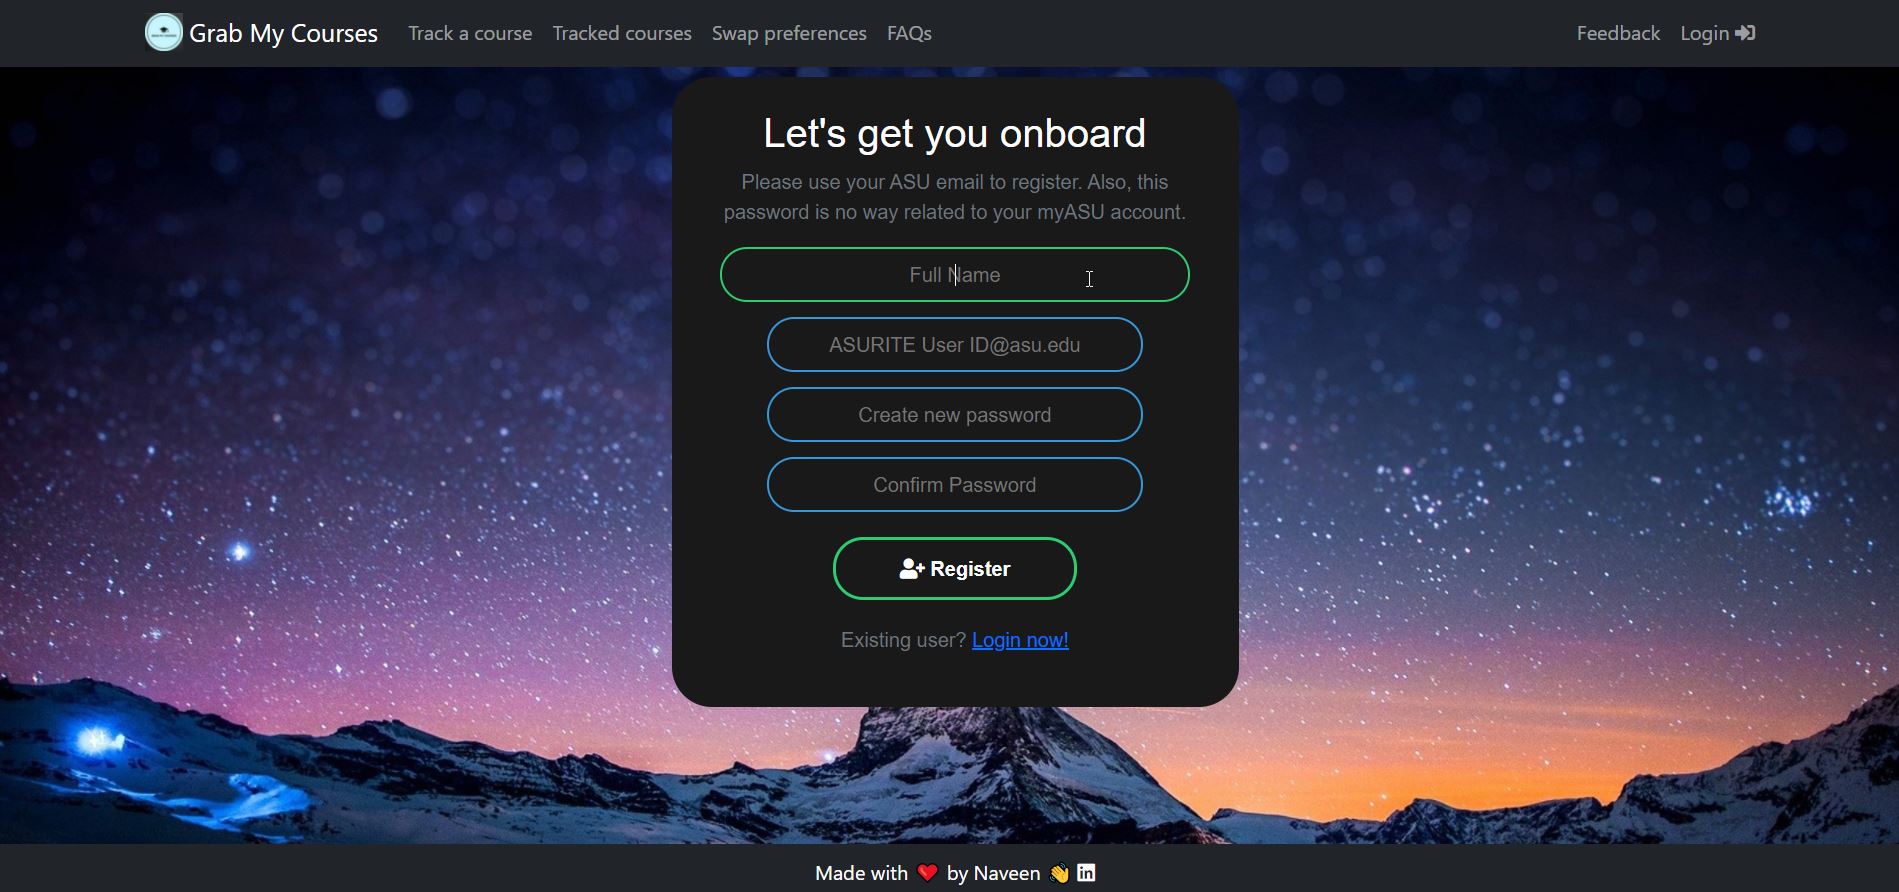 Grab My Courses Track a course Tracked courses Swap preferences FAQs Feedback Login
Let's get you onboard
Please use your ASU email to register. Also, this
password is no way related to your myASU account.
Full Name
ASURITE User ID@asu.edu
Create new password
Confirm Password
Register
Existing user? Login now!
Made with ❤️ by Naveen 👋 in